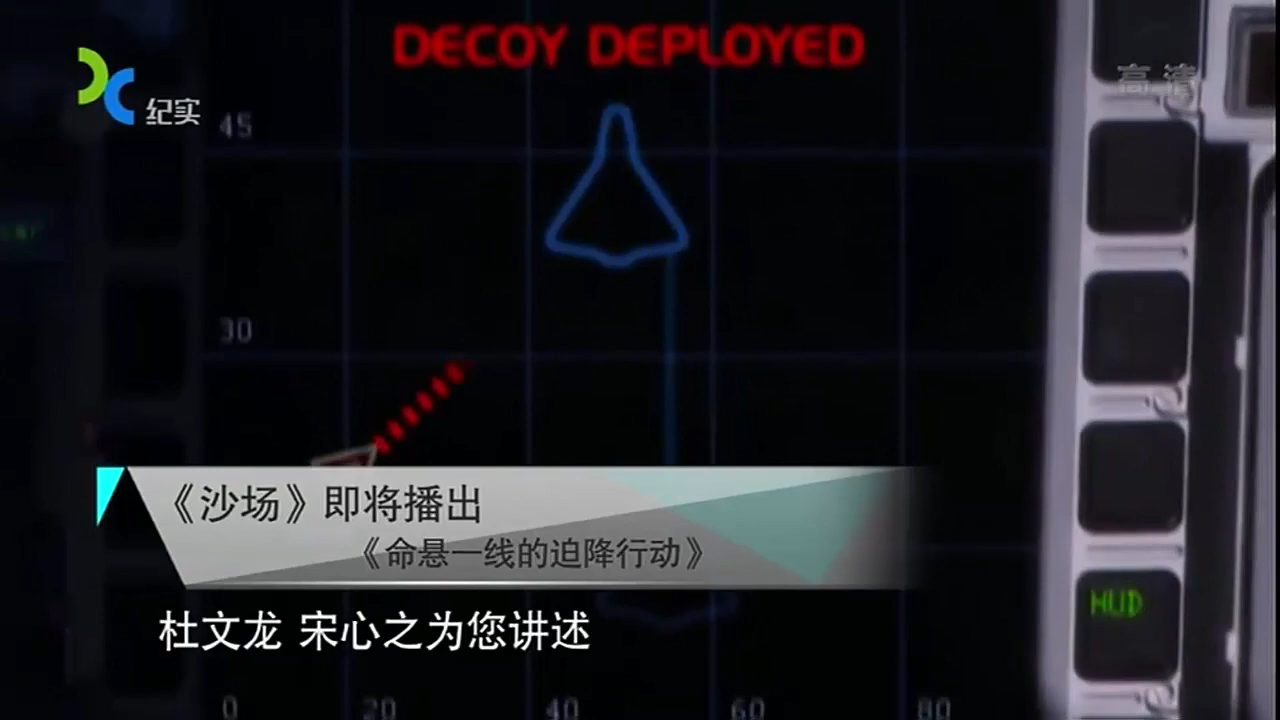 DECOY DEPLOYED
纪实
高清
45
30
《沙场》即将播出
《命悬一线的迫降行动》
HUD
杜文龙 宋心之为您讲述
0 20 40 60 80